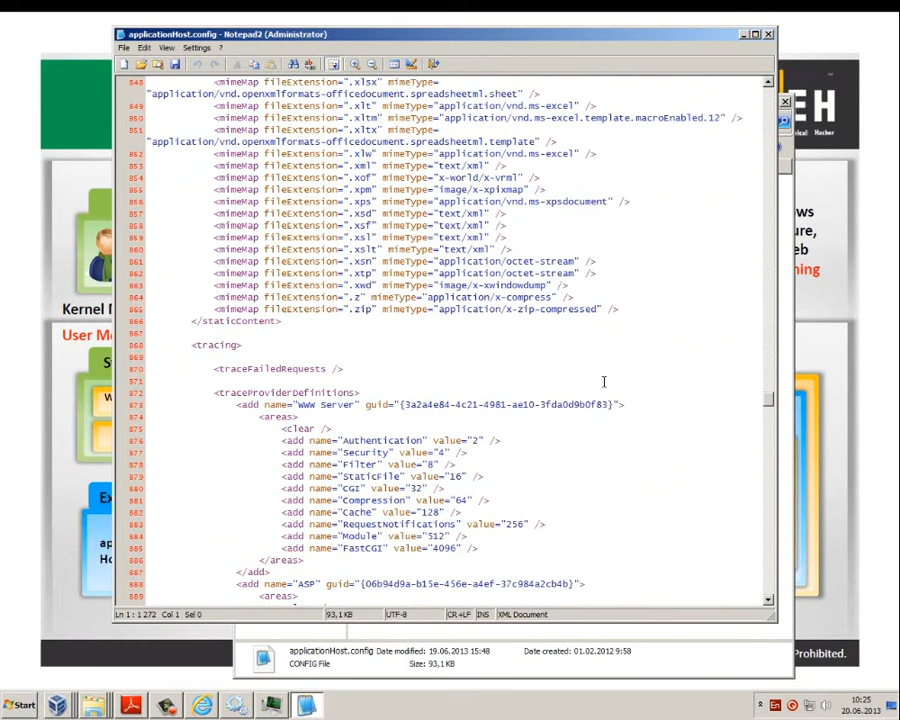 applicationHost.config - Notepad2 (Administrator)
File Edit View Settings ?
848 <mimeMap fileExtension=".xlsx" mimeType=
"application/vnd.openxmlformats-officedocument.spreadsheetml.sheet" />
849 <mimeMap fileExtension=".xlt" mimeType="application/vnd.ms-excel" />
850 <mimeMap fileExtension=".xltm" mimeType="application/vnd.ms-excel.template.macroEnabled.12" />
851 <mimeMap fileExtension=".xltx" mimeType=
"application/vnd.openxmlformats-officedocument.spreadsheetml.template" />
852 <mimeMap fileExtension=".xlw" mimeType="application/vnd.ms-excel" />
853 <mimeMap fileExtension=".xml" mimeType="text/xml" />
854 <mimeMap fileExtension=".xof" mimeType="x-world/x-vrml" />
855 <mimeMap fileExtension=".xpm" mimeType="image/x-xpixmap" />
856 <mimeMap fileExtension=".xps" mimeType="application/vnd.ms-xpsdocument" />
857 <mimeMap fileExtension=".xsd" mimeType="text/xml" />
858 <mimeMap fileExtension=".xsf" mimeType="text/xml" />
859 <mimeMap fileExtension=".xsl" mimeType="text/xml" />
860 <mimeMap fileExtension=".xslt" mimeType="text/xml" />
861 <mimeMap fileExtension=".xsn" mimeType="application/octet-stream" />
862 <mimeMap fileExtension=".xtp" mimeType="application/octet-stream" />
863 <mimeMap fileExtension=".xwd" mimeType="image/x-xwindowdump" />
864 <mimeMap fileExtension=".z" mimeType="application/x-compress" />
865 <mimeMap fileExtension=".zip" mimeType="application/x-zip-compressed" />
866 </staticContent>
867
868 <tracing>
869
870 <traceFailedRequests />
871
872 <traceProviderDefinitions>
873 <add name="WWW Server" guid="{3a2a4e84-4c21-4981-ae10-3fda0d9b0f83}">
874 <areas>
875 <clear />
876 <add name="Authentication" value="2" />
877 <add name="Security" value="4" />
878 <add name="Filter" value="8" />
879 <add name="StaticFile" value="16" />
880 <add name="CGI" value="32" />
881 <add name="Compression" value="64" />
882 <add name="Cache" value="128" />
883 <add name="RequestNotifications" value="256" />
884 <add name="Module" value="512" />
885 <add name="FastCGI" value="4096" />
886 </areas>
887 </add>
888 <add name="ASP" guid="{06b94d9a-b15e-456e-a4ef-37c984a2cb4b}">
889 <areas>
Ln 1 : 1 272 Col 1 Sel 0 93,1 KB UTF-8 CR+LF INS XML Document
EH
Hacker
Kernel
User
ows
ure,
eb
ning
applicationHost.config Date modified: 19.06.2013 15:48 Date created: 01.02.2012 9:58
CONFIG File Size: 93,1 KB
Prohibited.
Start
En
10:25
20.06.2013